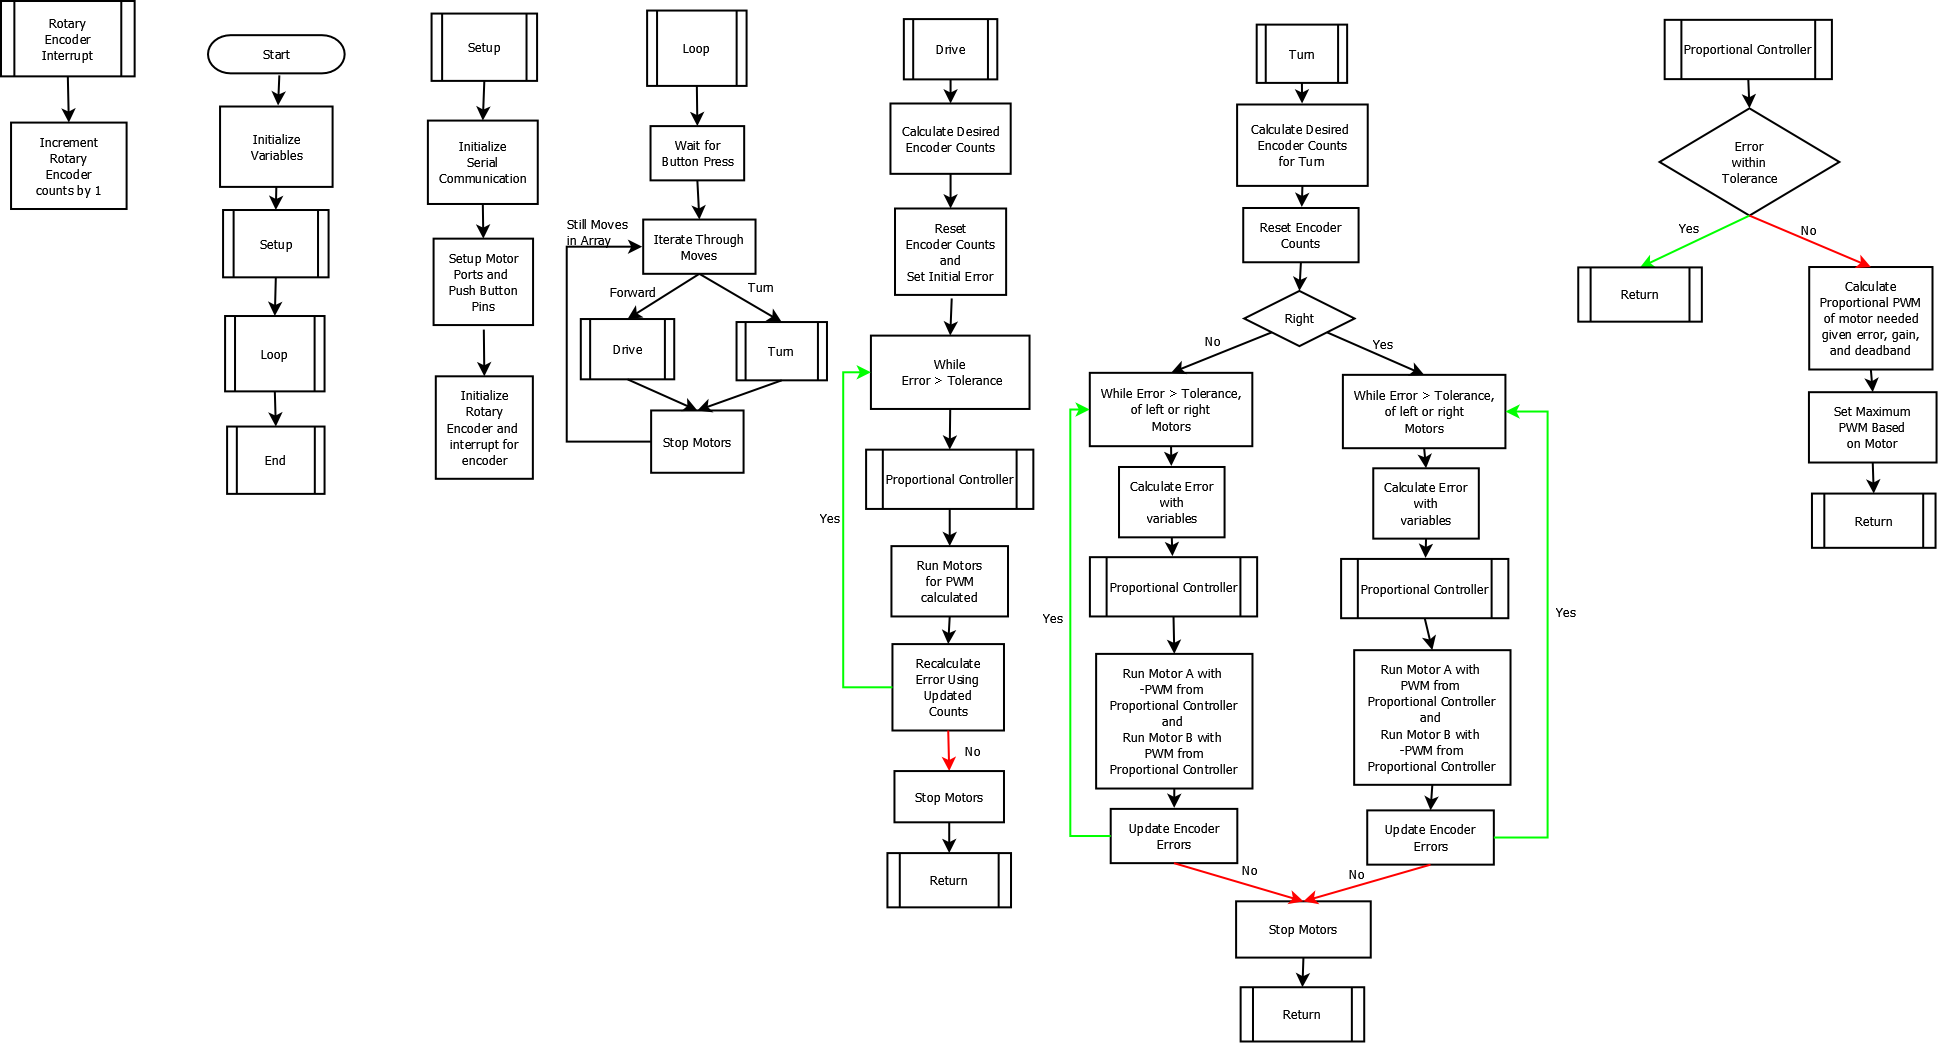 Rotary
Encoder
Interrupt
Increment
Rotary
Encoder
counts by 1
Start
Initialize
Variables
Setup
Loop
End
Setup
Initialize
Serial
Communication
Setup Motor
Ports and
Push Button
Pins
Initialize
Rotary
Encoder and
interrupt for
encoder
Loop
Wait for
Button Press
Still Moves
in Array
Iterate Through
Moves
Forward
Turn
Drive
Turn
Stop Motors
Drive
Calculate Desired
Encoder Counts
Reset
Encoder Counts
and
Set Initial Error
While
Error > Tolerance
Proportional Controller
Yes
Run Motors
for PWM
calculated
Recalculate
Error Using
Updated
Counts
No
Stop Motors
Return
Turn
Calculate Desired
Encoder Counts
for Turn
Reset Encoder
Counts
Right
No
Yes
While Error > Tolerance,
of left or right
Motors
Calculate Error
with
variables
Proportional Controller
Yes
Run Motor A with
-PWM from
Proportional Controller
and
Run Motor B with
PWM from
Proportional Controller
Update Encoder
Errors
No
While Error > Tolerance,
of left or right
Motors
Calculate Error
with
variables
Proportional Controller
Yes
Run Motor A with
PWM from
Proportional Controller
and
Run Motor B with
-PWM from
Proportional Controller
Update Encoder
Errors
No
Stop Motors
Return
Proportional Controller
Error
within
Tolerance
Yes
No
Return
Calculate
Proportional PWM
of motor needed
given error, gain,
and deadband
Set Maximum
PWM Based
on Motor
Return